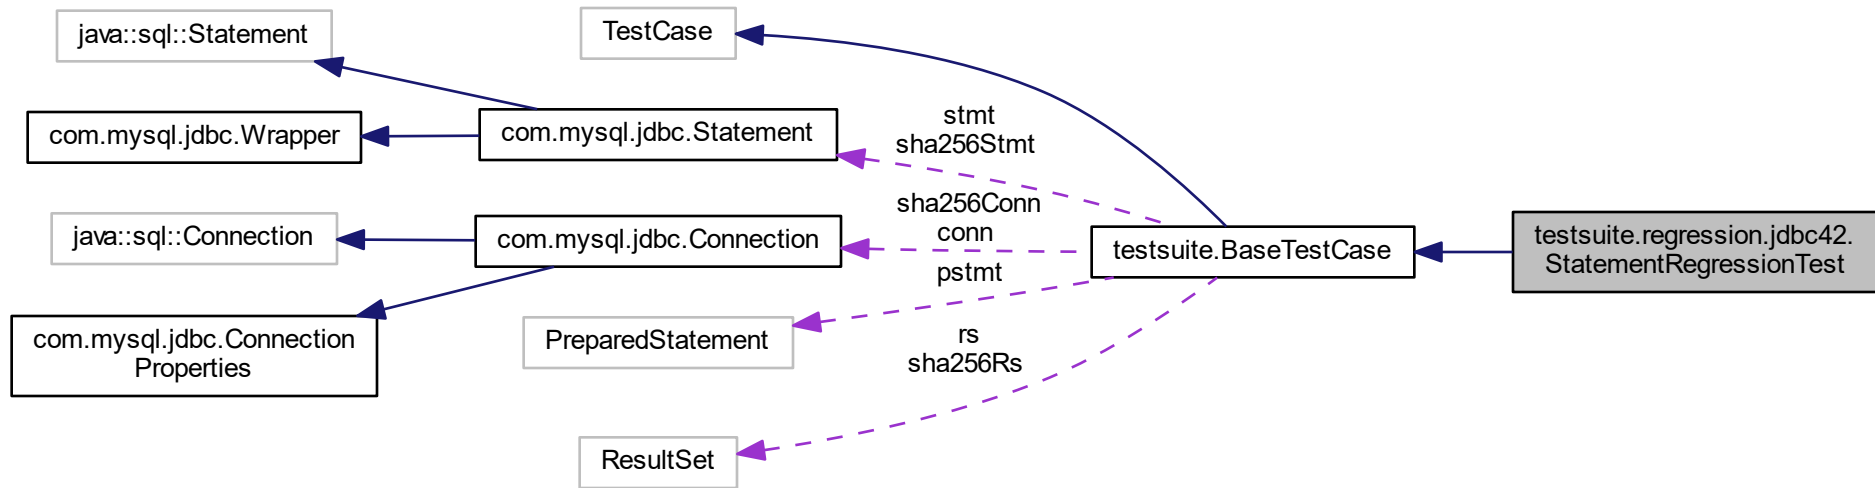 java::sql::Statement
TestCase
com.mysql.jdbc.Wrapper
com.mysql.jdbc.Statement
stmt
sha256Stmt
java::sql::Connection
com.mysql.jdbc.Connection
sha256Conn
conn
testsuite.BaseTestCase
testsuite.regression.jdbc42.
StatementRegressionTest
com.mysql.jdbc.Connection
Properties
PreparedStatement
pstmt
rs
sha256Rs
ResultSet